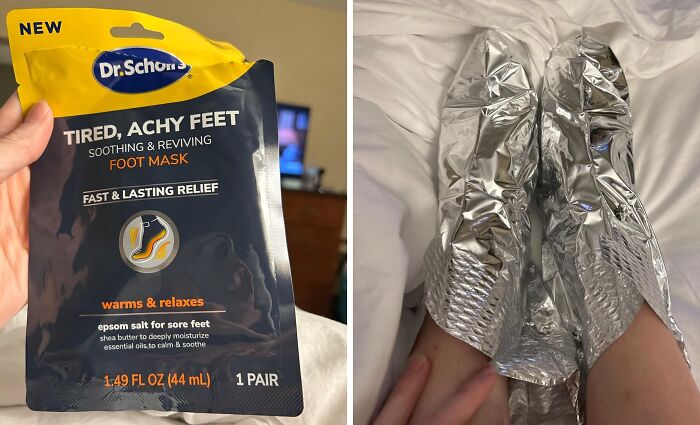 NEW
Dr.Scholl's
TIRED, ACHY FEET
SOOTHING & REVIVING
FOOT MASK
FAST & LASTING RELIEF
warms & relaxes
epsom salt for sore feet
shea butter to deeply moisturize
essential oils to calm & soothe
1.49 FL OZ (44 mL) 1 PAIR